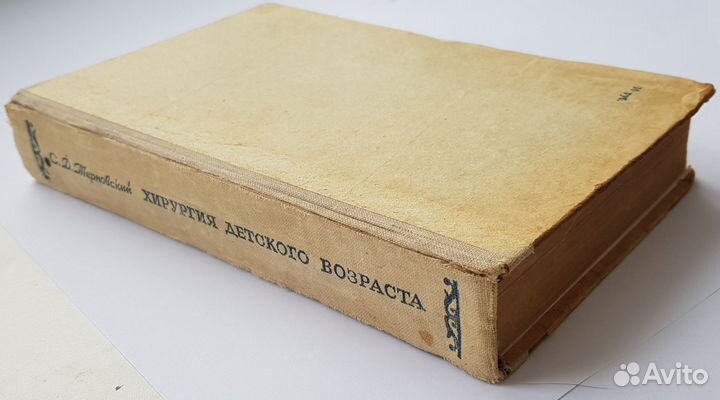 С. Д. Терновский ХИРУРГИЯ ДЕТСКОГО ВОЗРАСТА
Avito